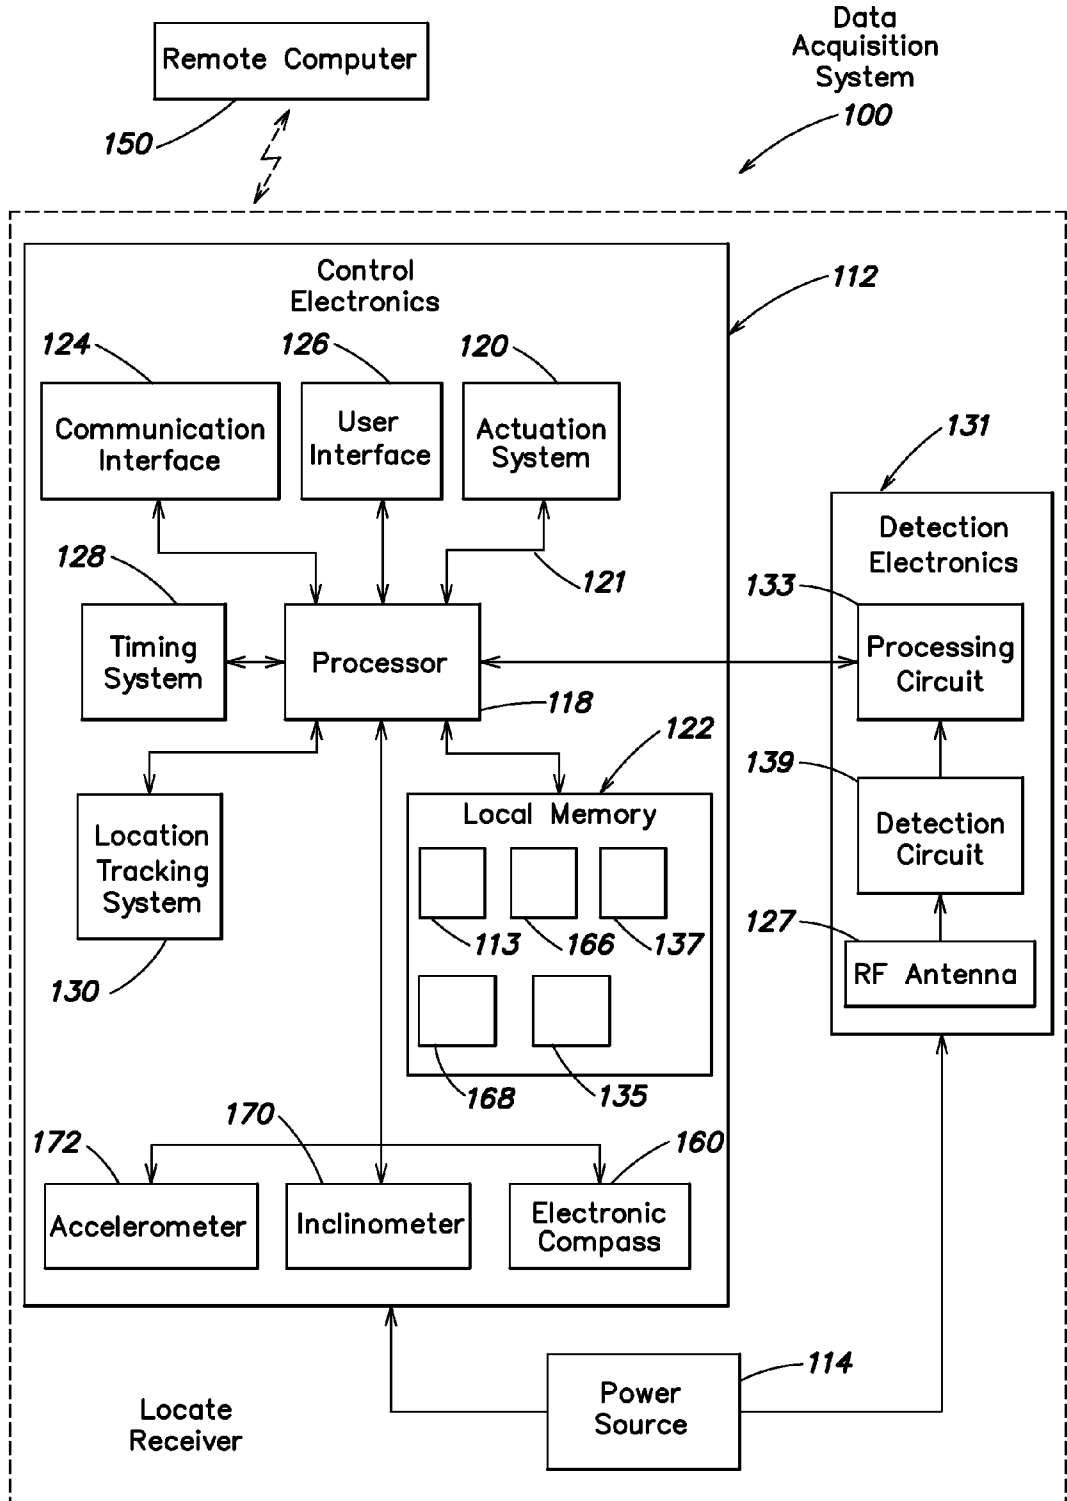 Data
Acquisition
System
100
Remote Computer
150
Control
Electronics
112
124
126
120
Communication
Interface
User
Interface
Actuation
System
131
Detection
Electronics
128
121
133
Timing
System
Processor
Processing
Circuit
118
122
139
Location
Tracking
System
Local Memory
Detection
Circuit
113
166
137
127
RF Antenna
130
168
135
172
170
160
Accelerometer
Inclinometer
Electronic
Compass
114
Power
Source
Locate
Receiver